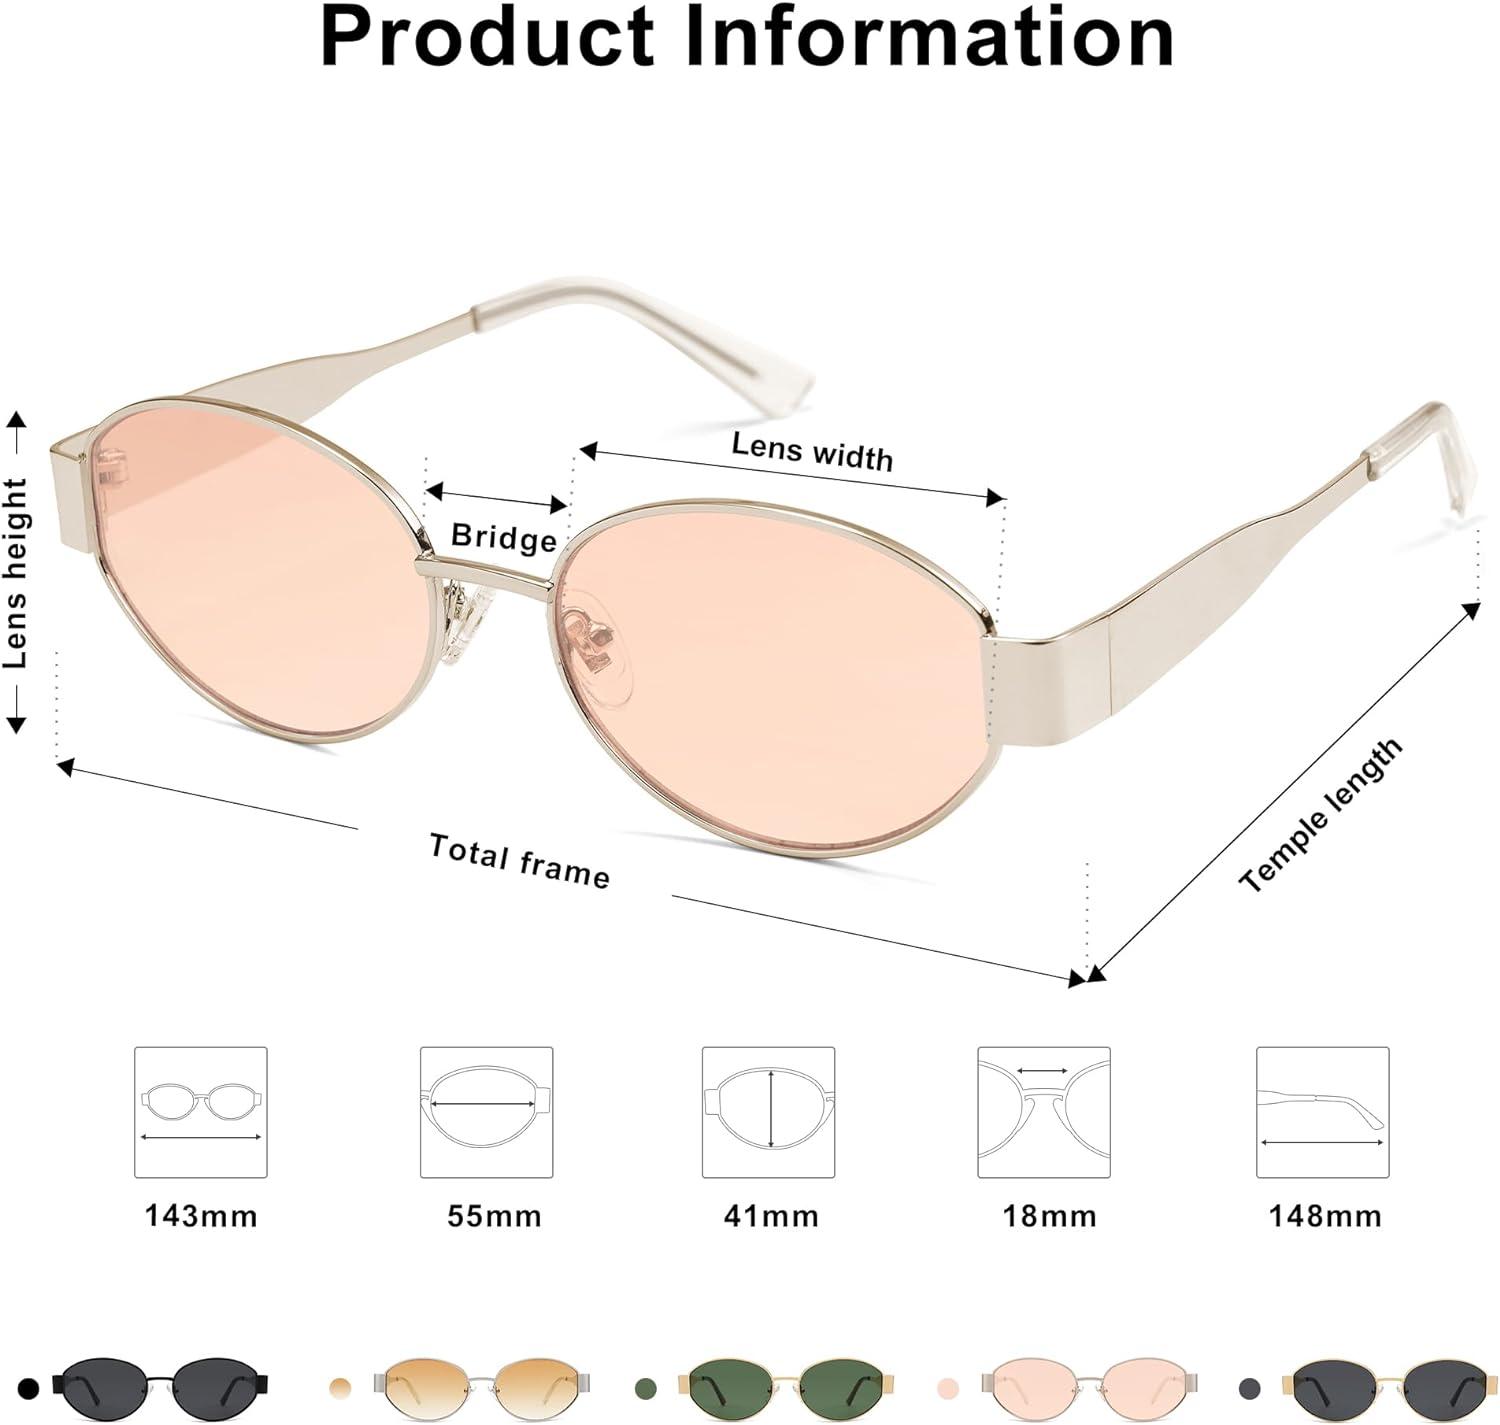 Product Information
Lens width
Bridge
Lens height
Total frame
Temple length
143mm
55mm
41mm
18mm
148mm